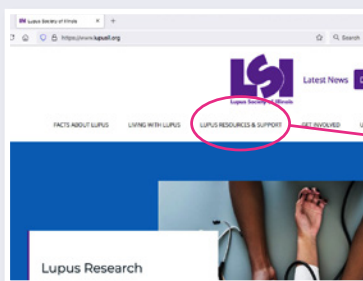 Lupus Society of Illinois × +
https://www.lupusil.org
Search
LSI
Lupus Society of Illinois
Latest News
FACTS ABOUT LUPUS LIVING WITH LUPUS LUPUS RESOURCES & SUPPORT GET INVOLVED
Lupus Research